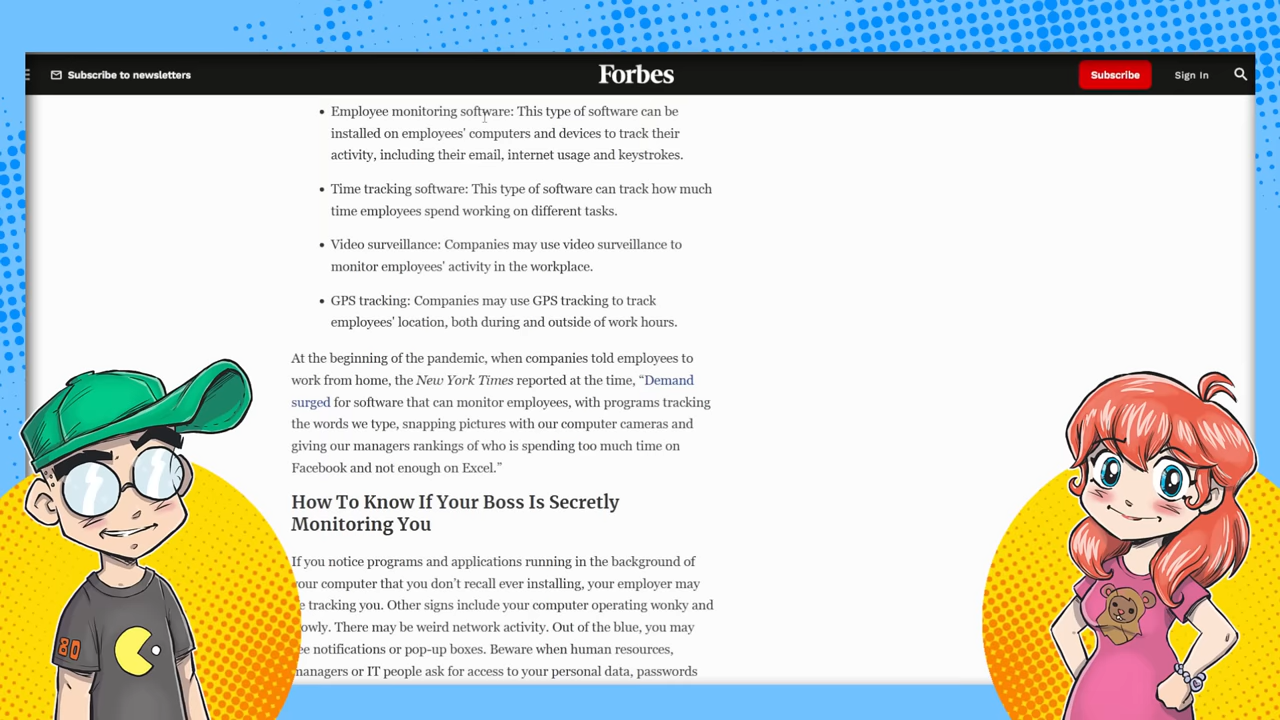 Subscribe to newsletters
Forbes
Subscribe
Sign In
• Employee monitoring software: This type of software can be
installed on employees' computers and devices to track their
activity, including their email, internet usage and keystrokes.
• Time tracking software: This type of software can track how much
time employees spend working on different tasks.
• Video surveillance: Companies may use video surveillance to
monitor employees' activity in the workplace.
• GPS tracking: Companies may use GPS tracking to track
employees' location, both during and outside of work hours.
At the beginning of the pandemic, when companies told employees to
work from home, the New York Times reported at the time, “Demand
surged for software that can monitor employees, with programs tracking
the words we type, snapping pictures with our computer cameras and
giving our managers rankings of who is spending too much time on
Facebook and not enough on Excel.”
How To Know If Your Boss Is Secretly
Monitoring You
If you notice programs and applications running in the background of
your computer that you don’t recall ever installing, your employer may
tracking you. Other signs include your computer operating wonky and
There may be weird network activity. Out of the blue, you may
notifications or pop-up boxes. Beware when human resources,
managers or IT people ask for access to your personal data, passwords
80